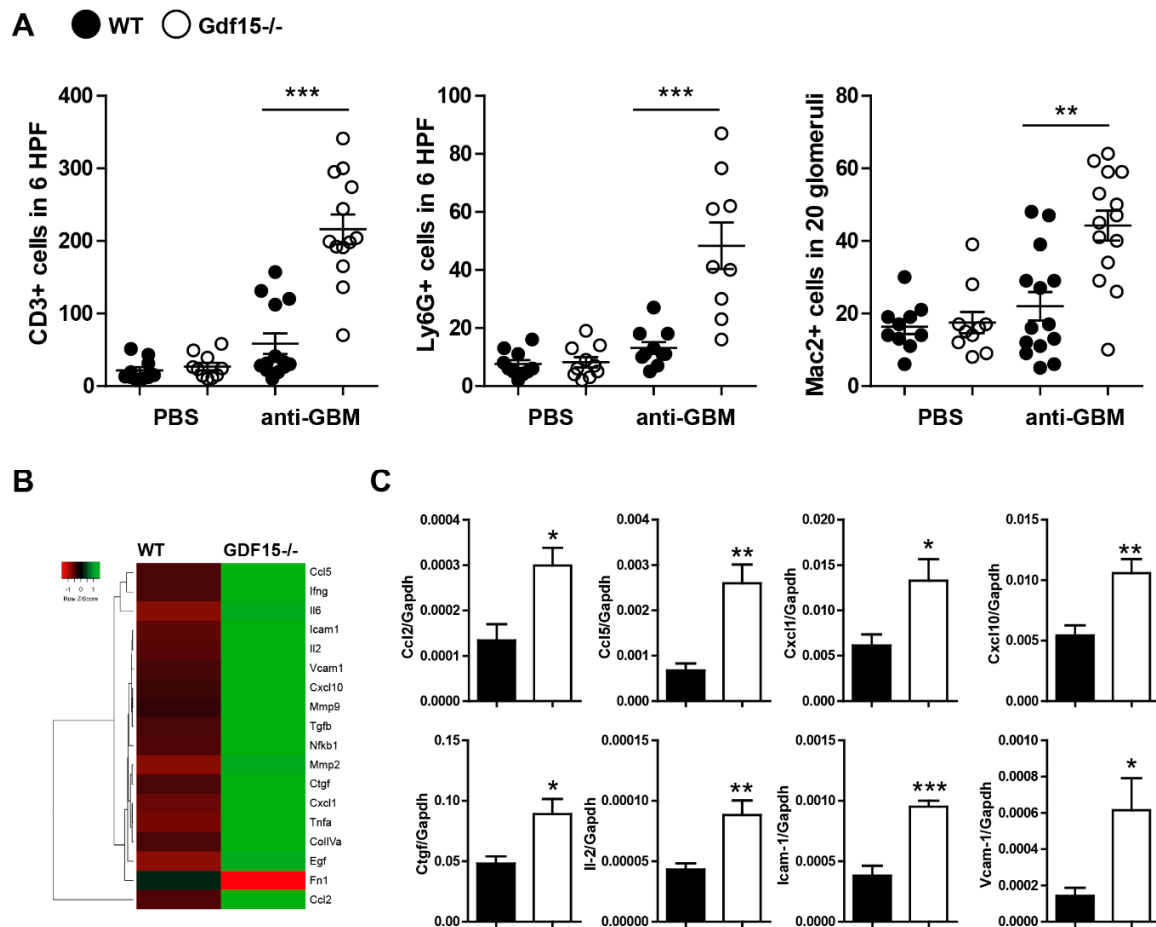 A
WT Gdf15-/-
CD3+ cells in 6 HPF
400
300
200
100
0
***
PBS anti-GBM
Ly6G+ cells in 6 HPF
100
80
60
40
20
0
***
PBS anti-GBM
Mac2+ cells in 20 glomeruli
80
60
40
20
0
**
PBS anti-GBM
B
WT GDF15-/-
-1 0 1
Row Z-Score
Ccl5
Ifng
Il6
Icam1
Il2
Vcam1
Cxcl10
Mmp9
Tgfb
Nfkb1
Mmp2
Ctgf
Cxcl1
Tnfa
ColIVa
Egf
Fn1
Ccl2
C
Ccl2/Gapdh
0.0004
0.0003
0.0002
0.0001
0.0000
*
Ccl5/Gapdh
0.004
0.003
0.002
0.001
0.000
**
Cxcl1/Gapdh
0.020
0.015
0.010
0.005
0.000
*
Cxcl10/Gapdh
0.015
0.010
0.005
0.000
**
Ctgf/Gapdh
0.15
0.10
0.05
0.00
*
Il-2/Gapdh
0.00015
0.00010
0.00005
0.00000
**
Icam-1/Gapdh
0.0015
0.0010
0.0005
0.0000
***
Vcam-1/Gapdh
0.0010
0.0008
0.0006
0.0004
0.0002
0.0000
*